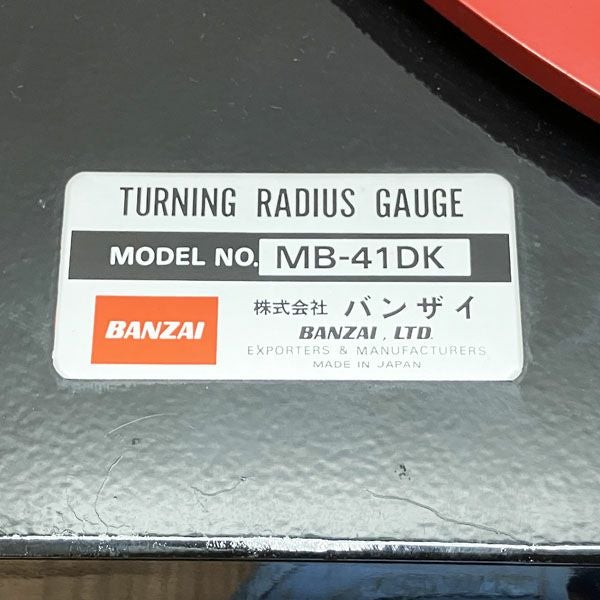 TURNING RADIUS GAUGE
MODEL NO. MB-41DK
BANZAI
株式会社 バンザイ
BANZAI, LTD.
EXPORTERS & MANUFACTURERS
MADE IN JAPAN